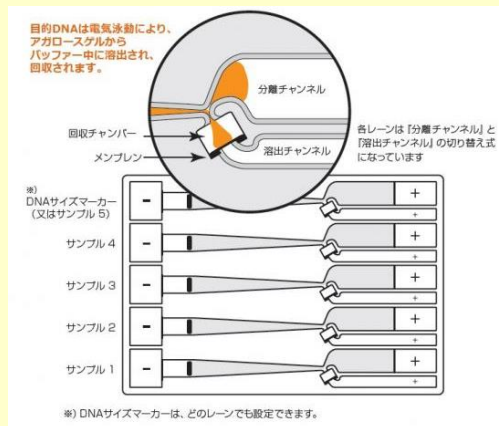 目的DNAは電気泳動により、
アガロースゲルから
バッファー中に溶出され、
回収されます。
分離チャンネル
回収チャンバー
メンブレン
溶出チャンネル
各レーンは『分離チャンネル』と
『溶出チャンネル』の切り替え式
になっています
※)
DNAサイズマーカー
(又はサンプル 5)
- + +
サンプル 4
- + +
サンプル 3
- + +
サンプル 2
- + +
サンプル 1
- + +
※) DNAサイズマーカーは、どのレーンでも設定できます。